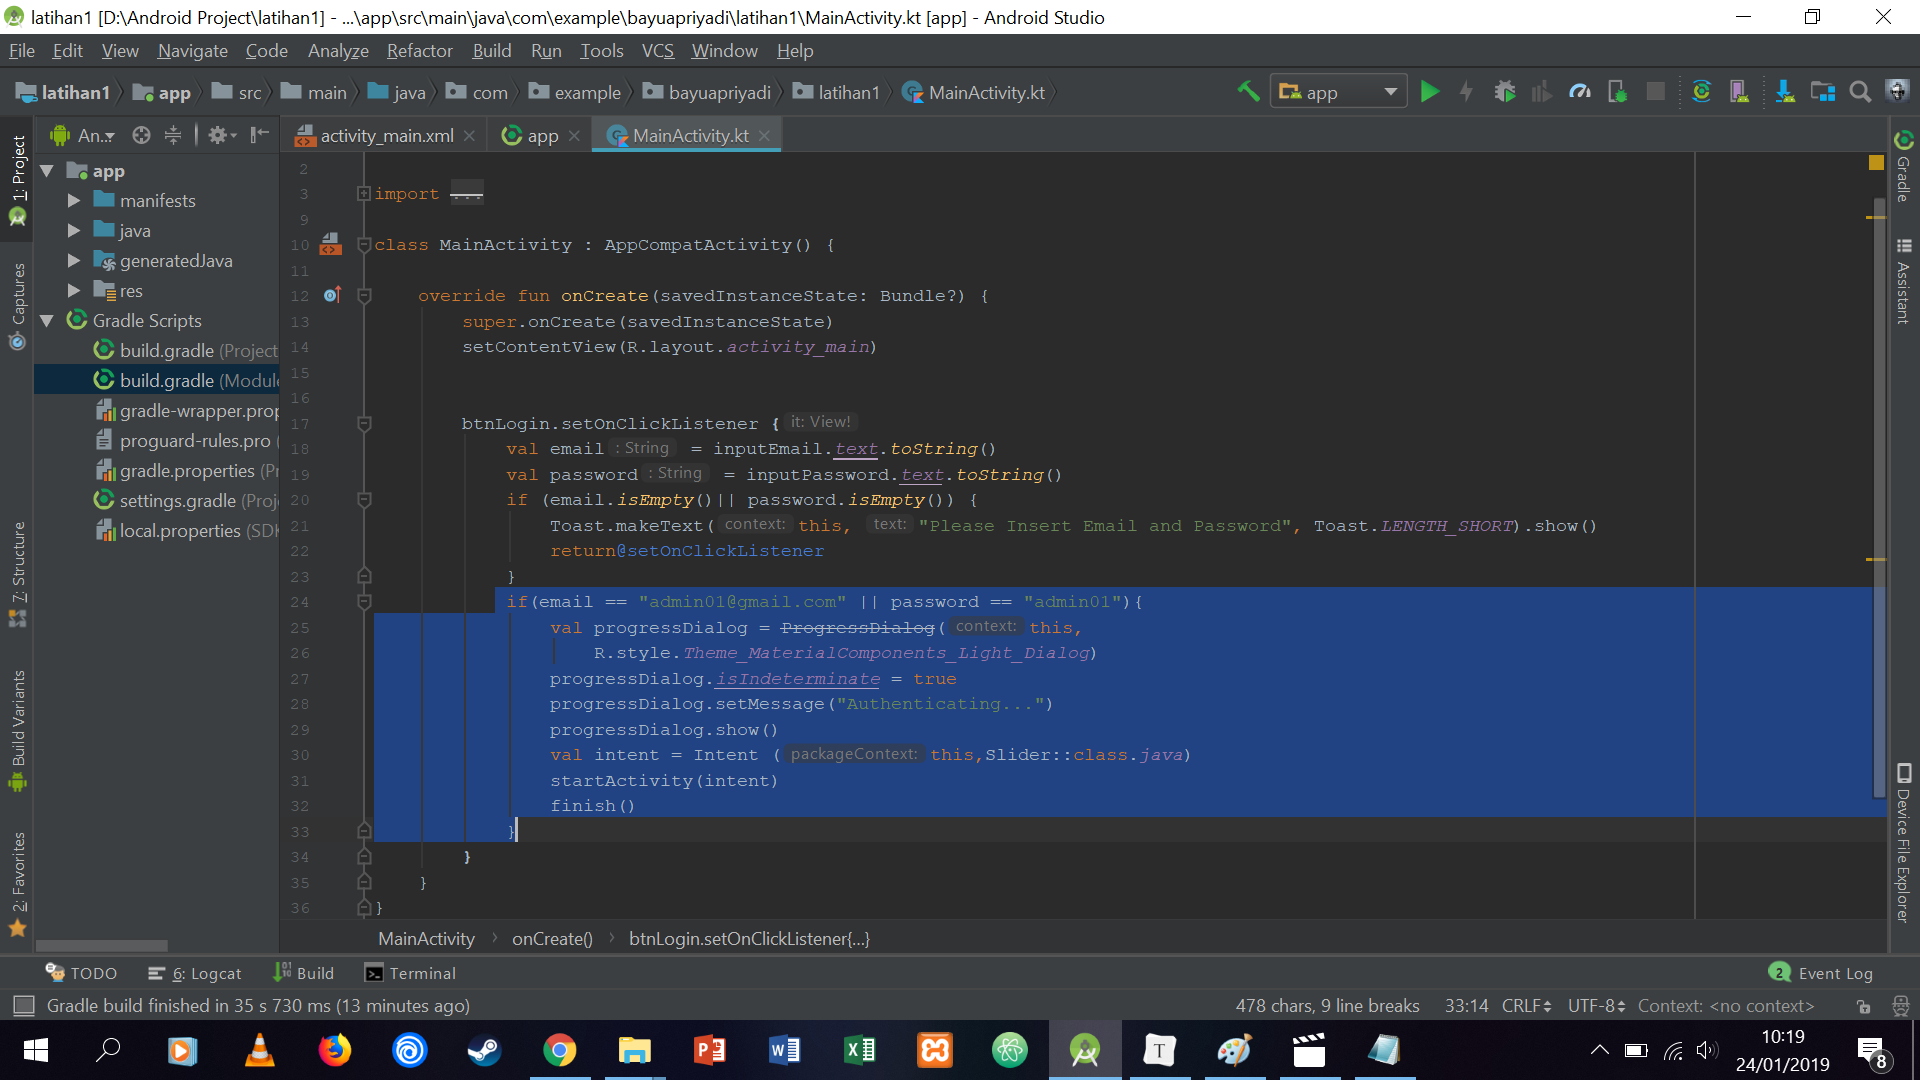 latihan1 [D:\Android Project\latihan1] - ...\app\src\main\java\com\example\bayuapriyadi\latihan1\MainActivity.kt [app] - Android Studio
File Edit View Navigate Code Analyze Refactor Build Run Tools VCS Window Help
latihan1 app src main java com example bayuapriyadi latihan1 MainActivity.kt app
An... activity_main.xml app MainActivity.kt
1: Project
Captures
7: Structure
Build Variants
2: Favorites
app
manifests
java
generatedJava
res
Gradle Scripts
build.gradle (Project
build.gradle (Module
gradle-wrapper.prop
proguard-rules.pro (
gradle.properties (Pr
settings.gradle (Proj
local.properties (SDK
2
3 import ...
9
10 class MainActivity : AppCompatActivity() {
11
12 override fun onCreate(savedInstanceState: Bundle?) {
13 super.onCreate(savedInstanceState)
14 setContentView(R.layout.activity_main)
15
16
17 btnLogin.setOnClickListener { it: View!
18 val email : String = inputEmail.text.toString()
19 val password : String = inputPassword.text.toString()
20 if (email.isEmpty()|| password.isEmpty()) {
21 Toast.makeText( context: this, text: "Please Insert Email and Password", Toast.LENGTH_SHORT).show()
22 return@setOnClickListener
23 }
24 if(email == "admin01@gmail.com" || password == "admin01"){
25 val progressDialog = ProgressDialog( context: this,
26 R.style.Theme_MaterialComponents_Light_Dialog)
27 progressDialog.isIndeterminate = true
28 progressDialog.setMessage("Authenticating...")
29 progressDialog.show()
30 val intent = Intent ( packageContext: this,Slider::class.java)
31 startActivity(intent)
32 finish()
33 }
34 }
35 }
36 }
Gradle
Assistant
Device File Explorer
MainActivity onCreate() btnLogin.setOnClickListener{...}
TODO 6: Logcat Build Terminal 2 Event Log
Gradle build finished in 35 s 730 ms (13 minutes ago) 478 chars, 9 line breaks 33:14 CRLF UTF-8 Context: <no context>
10:19
24/01/2019
8